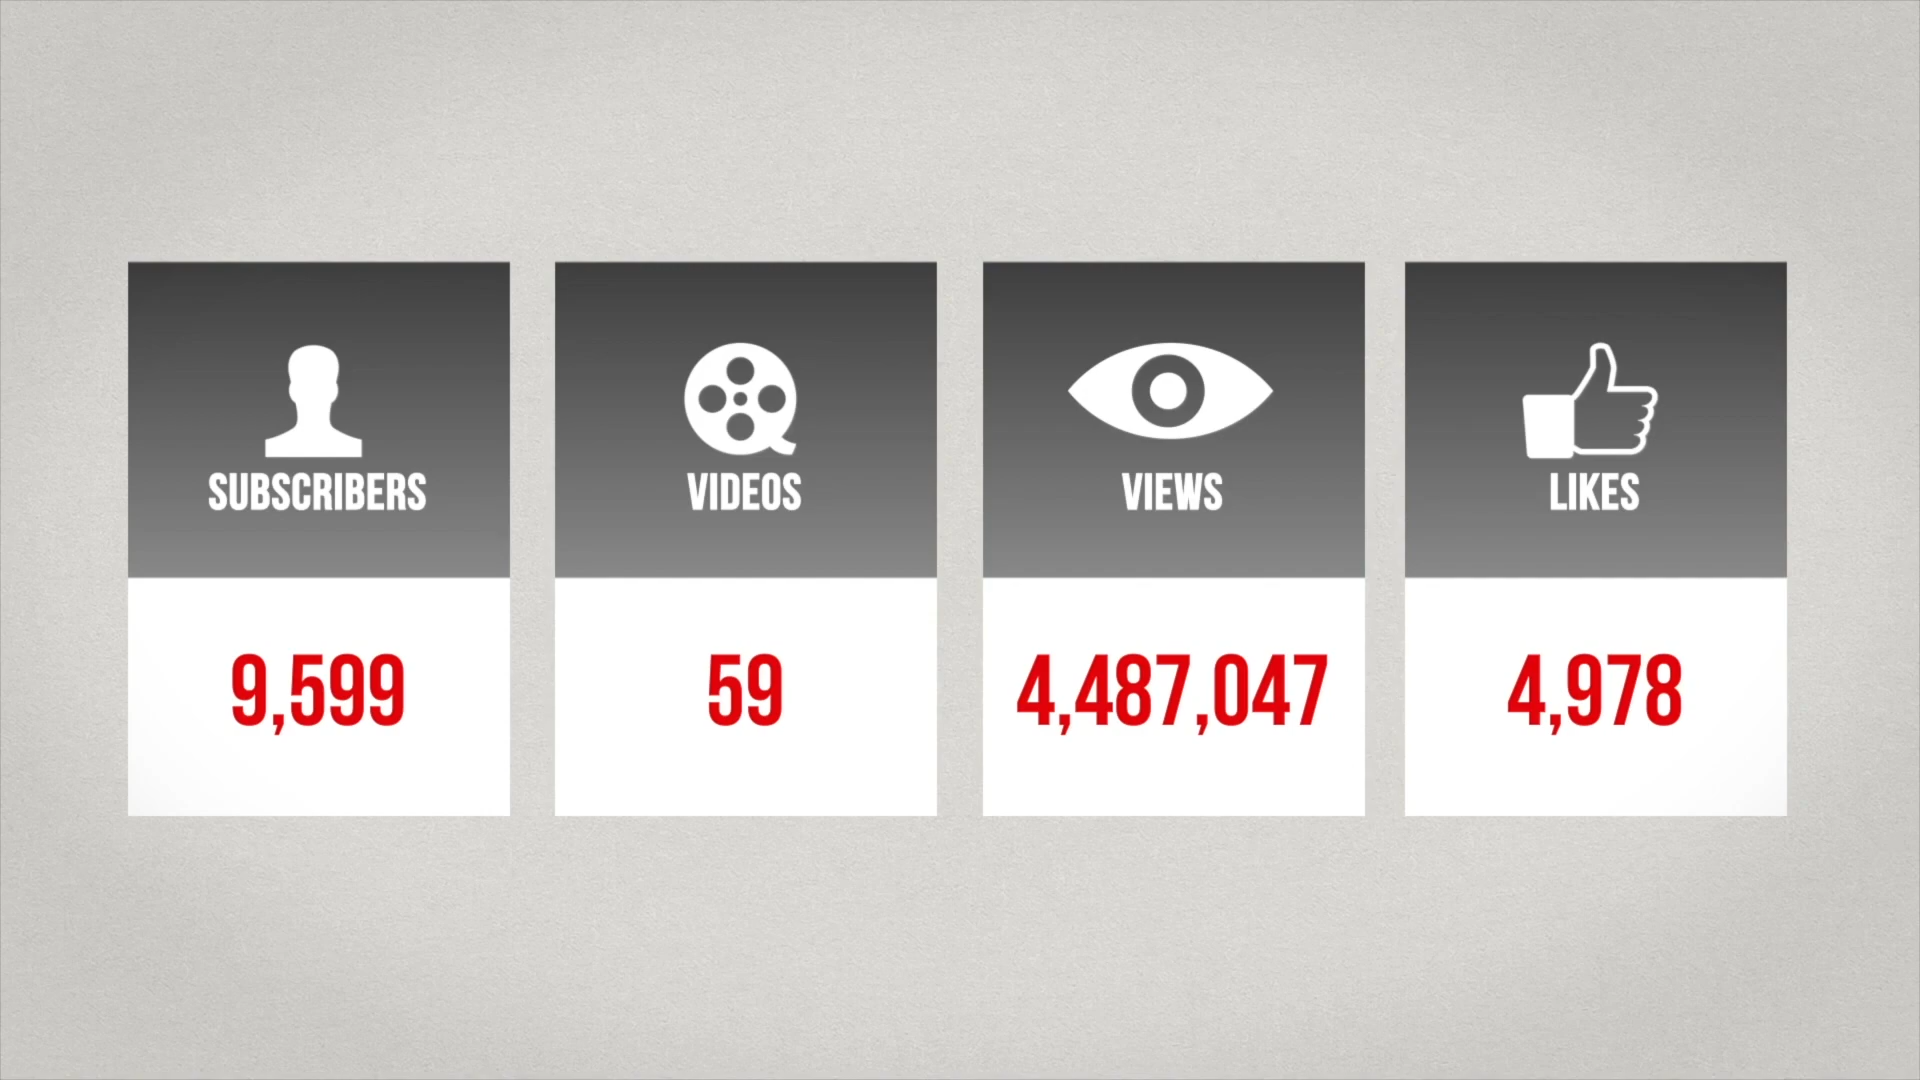 SUBSCRIBERS
9,599
VIDEOS
59
VIEWS
4,487,047
LIKES
4,978